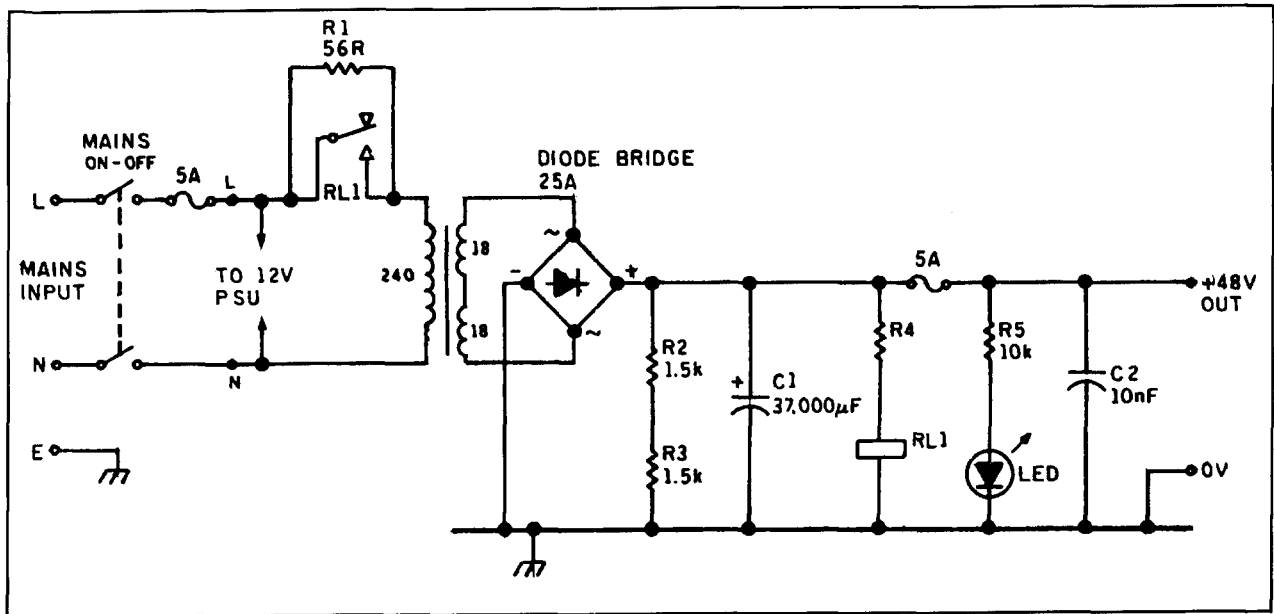 R1
56R
MAINS
ON-OFF
5A
L
L
RL1
DIODE BRIDGE
25A
~
18
240
18
-
+
~
5A
+48V
OUT
MAINS
INPUT
TO 12V
PSU
R2
1.5k
C1
37,000µF
+
R4
R5
10k
C2
10nF
N
N
R3
1.5k
RL1
LED
E
0V